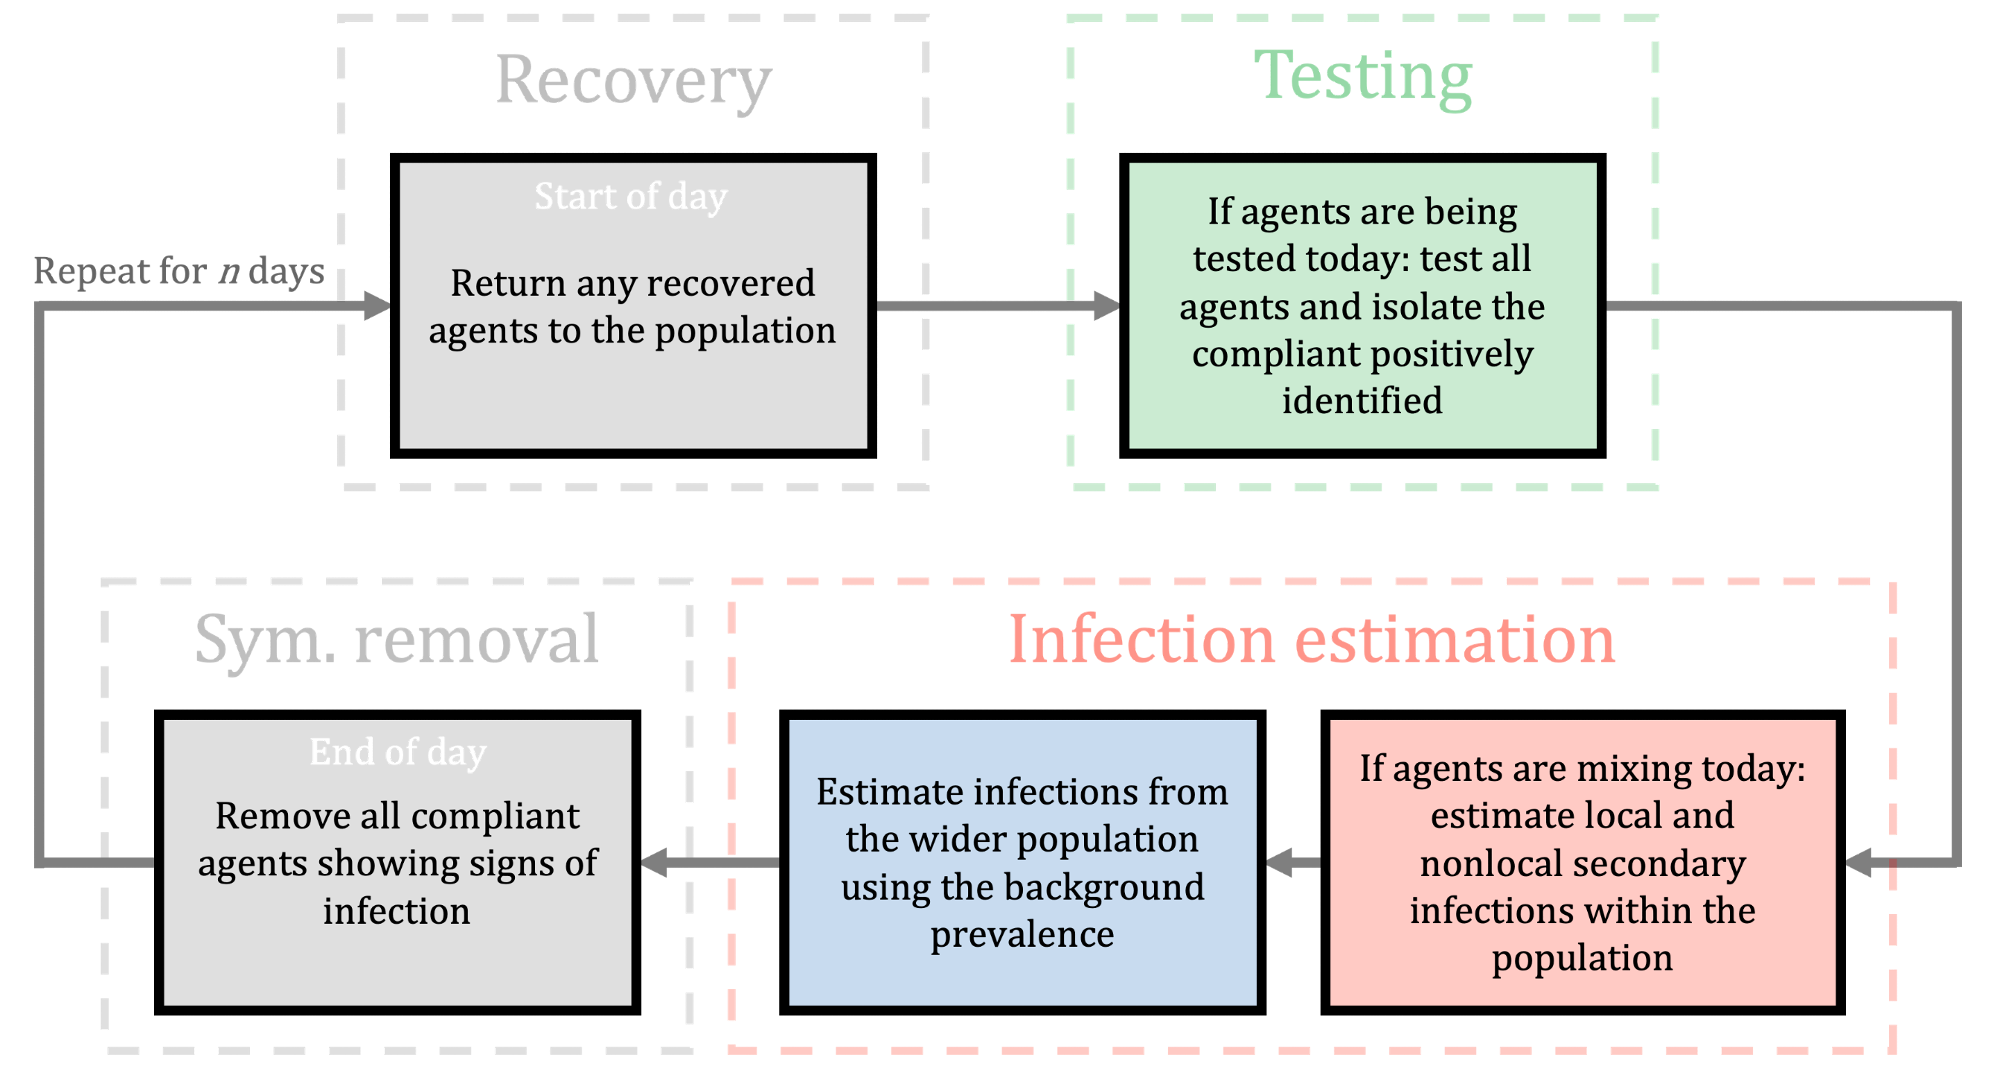 Recovery
Start of day
Return any recovered
agents to the population
Testing
If agents are being
tested today: test all
agents and isolate the
compliant positively
identified
Repeat for n days
Infection estimation
If agents are mixing today:
estimate local and
nonlocal secondary
infections within the
population
Estimate infections from
the wider population
using the background
prevalence
Sym. removal
End of day
Remove all compliant
agents showing signs of
infection